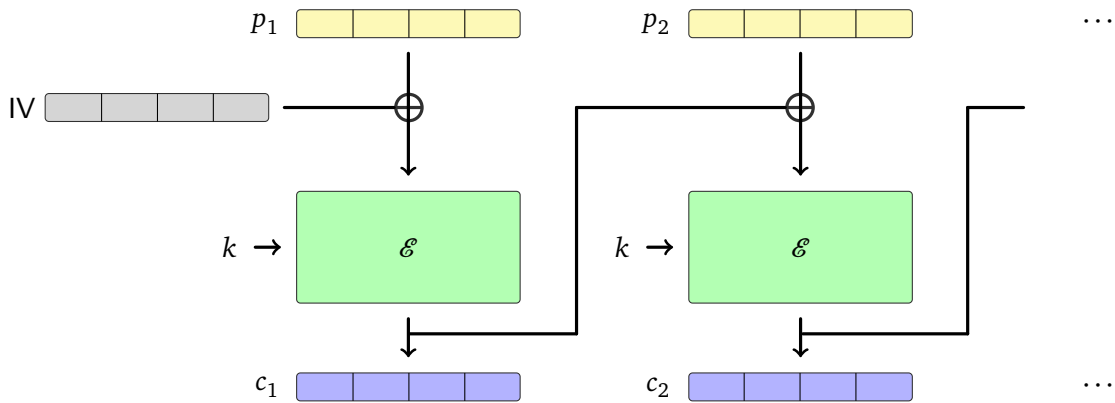 p₁ p₂ ⋯
IV
k ℰ k ℰ
c₁ c₂ ⋯